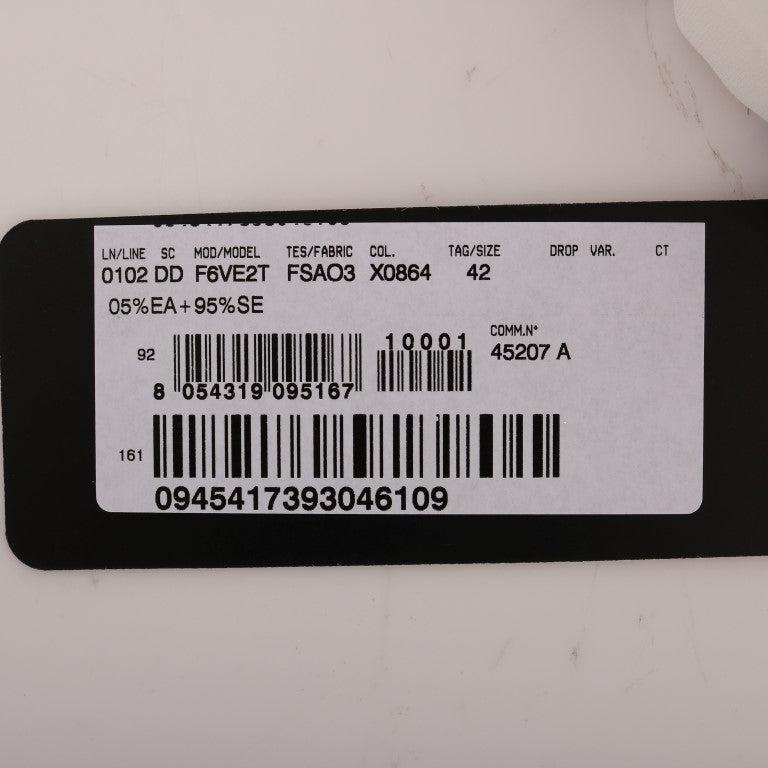 LN/LINE SC MOD/MODEL TES/FABRIC COL. TAG/SIZE DROP VAR. CT
0102 DD F6VE2T FSAO3 X0864 42
05%EA+95%SE
92
8 054319 095167
10001
COMM.N°
45207 A
161
0945417393046109